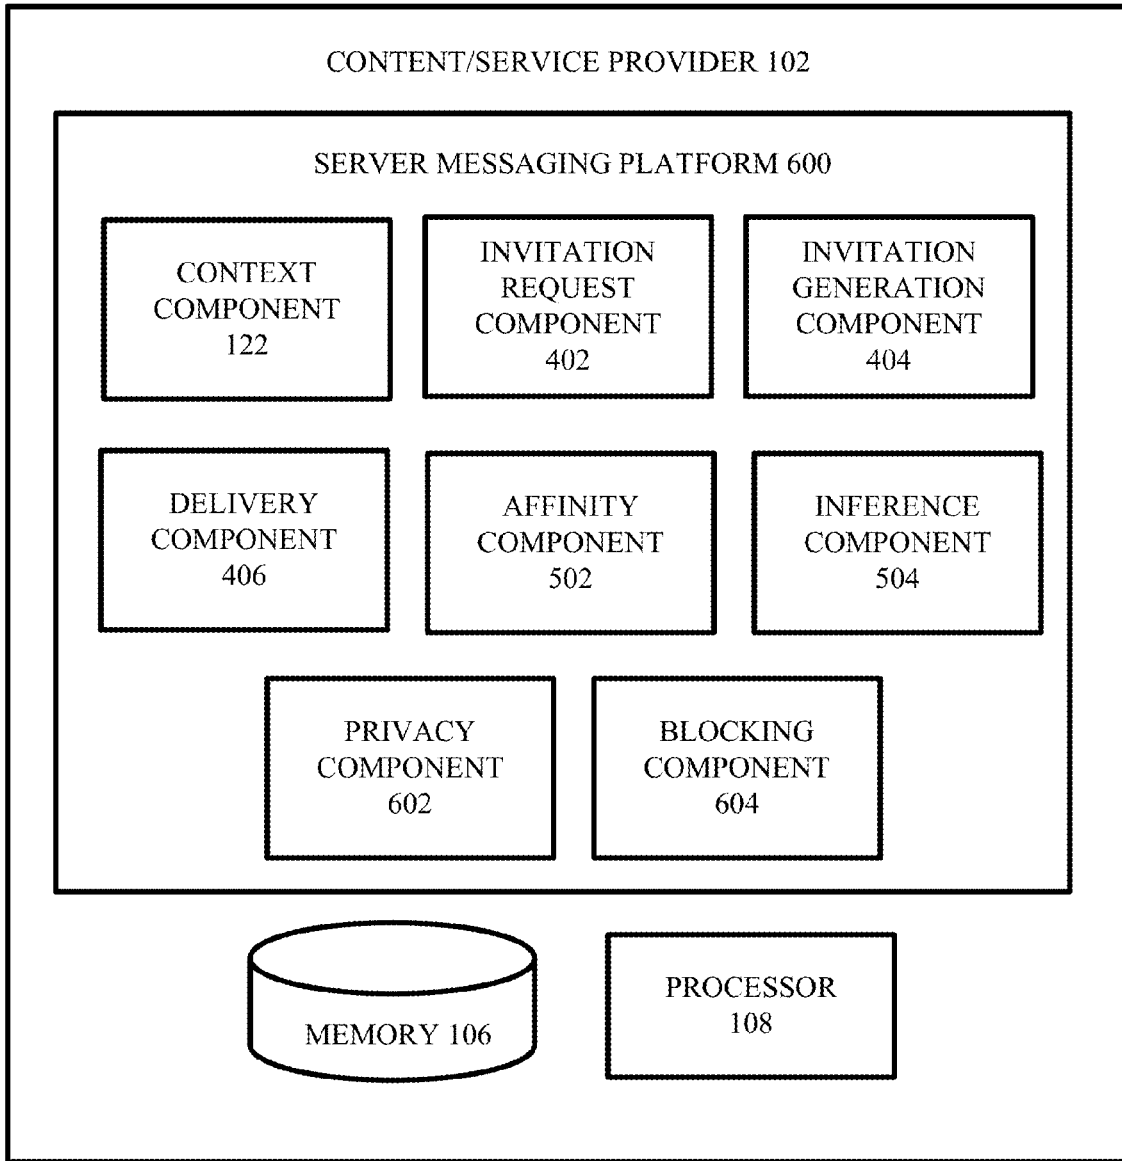 CONTENT/SERVICE PROVIDER 102
SERVER MESSAGING PLATFORM 600
CONTEXT
COMPONENT
122
INVITATION
REQUEST
COMPONENT
402
INVITATION
GENERATION
COMPONENT
404
DELIVERY
COMPONENT
406
AFFINITY
COMPONENT
502
INFERENCE
COMPONENT
504
PRIVACY
COMPONENT
602
BLOCKING
COMPONENT
604
MEMORY 106
PROCESSOR
108